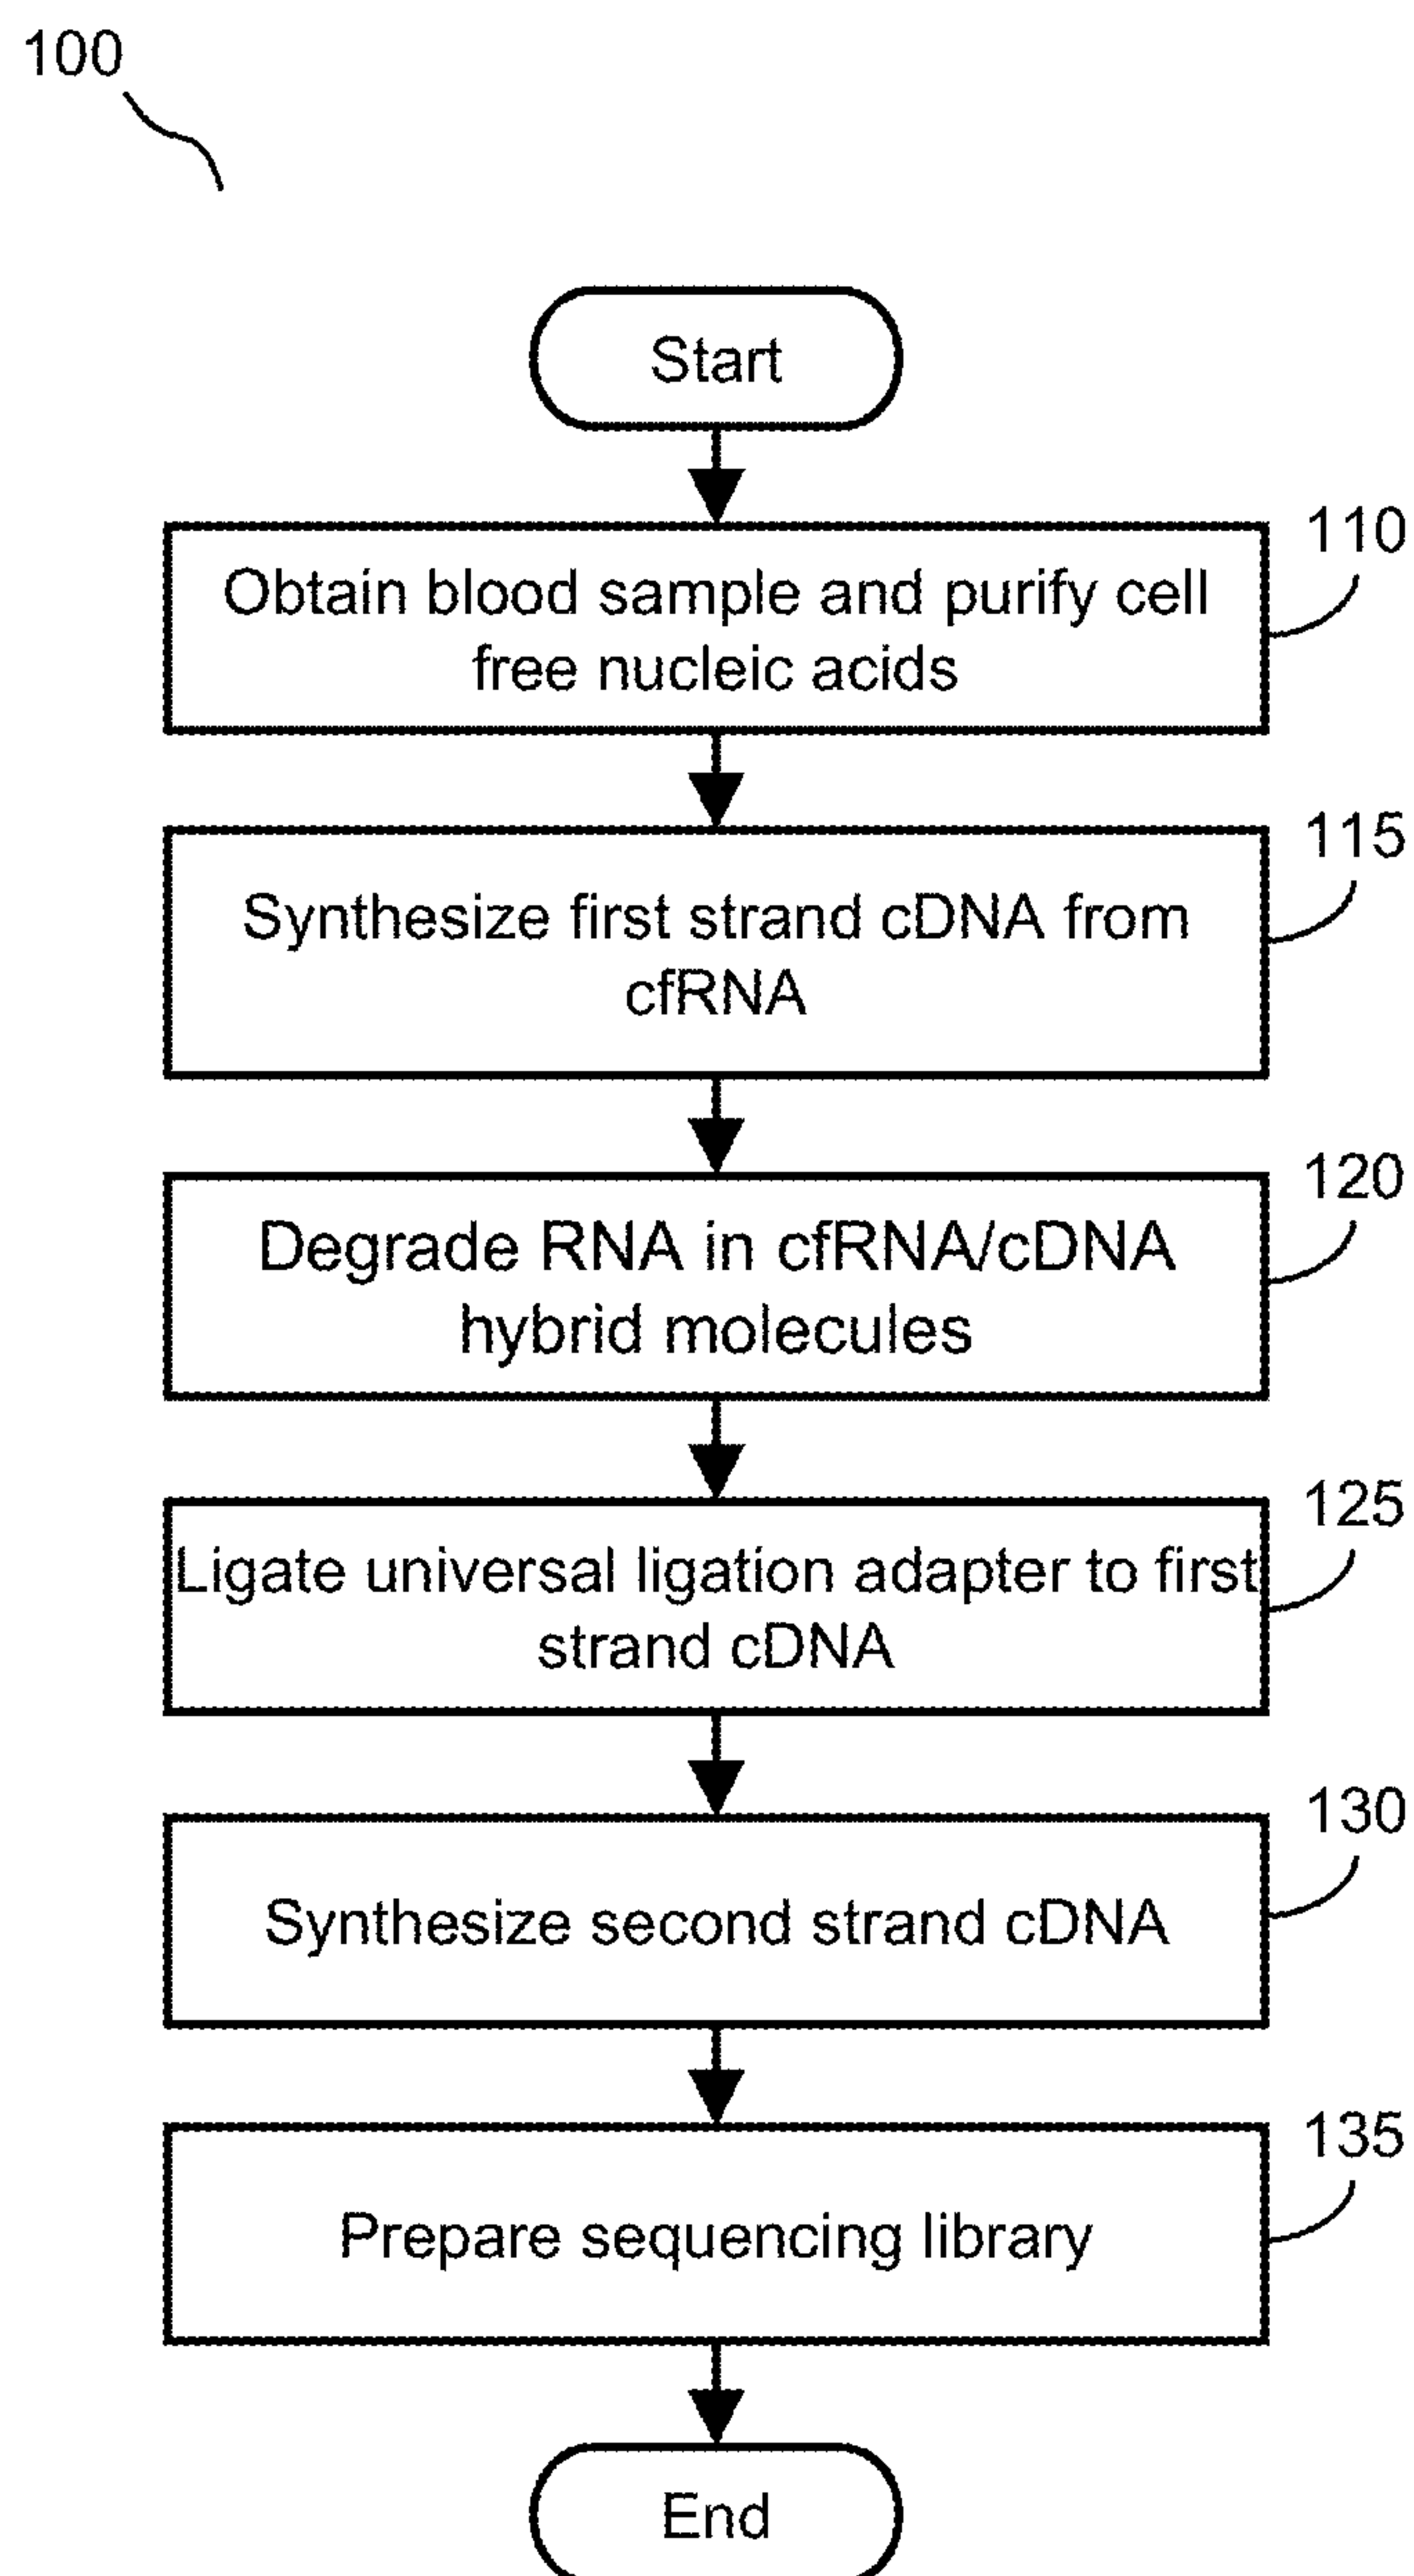 100
Start
110
Obtain blood sample and purify cell
free nucleic acids
115
Synthesize first strand cDNA from
cfRNA
120
Degrade RNA in cfRNA/cDNA
hybrid molecules
125
Ligate universal ligation adapter to first
strand cDNA
130
Synthesize second strand cDNA
135
Prepare sequencing library
End